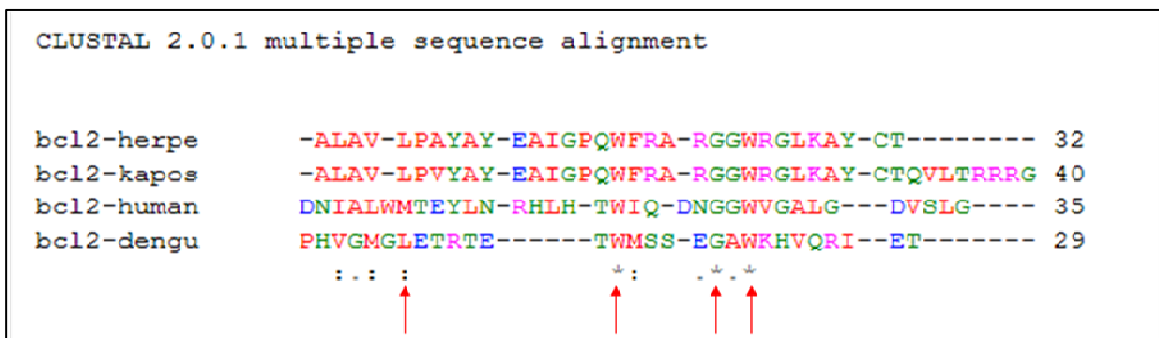 CLUSTAL 2.0.1 multiple sequence alignment
bcl2-herpe -ALAV-LPAYAY-EAIGPQWFRA-RGGWRGLKAY-CT-------- 32
bcl2-kapos -ALAV-LPVYAY-EAIGPQWFRA-RGGWRGLKAY-CTQVLTRRRG 40
bcl2-human DNIALWMTEYLN-RHLH-TWIQ-DNGGWVGALG---DVSLG---- 35
bcl2-dengu PHVGMGLETRTE------TWMSS-EGAWKHVQRI--ET------- 29
:.: : *: .*.*